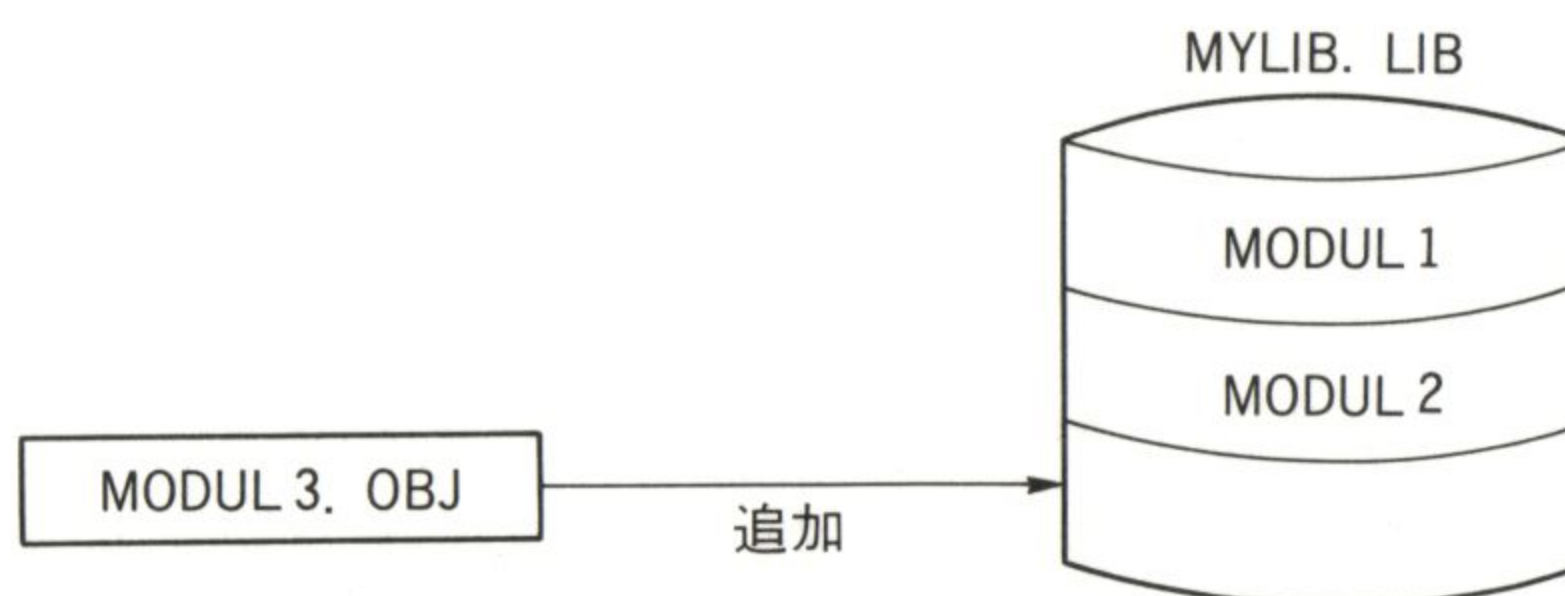 MYLIB. LIB
MODUL 1
MODUL 2
MODUL 3. OBJ
追加